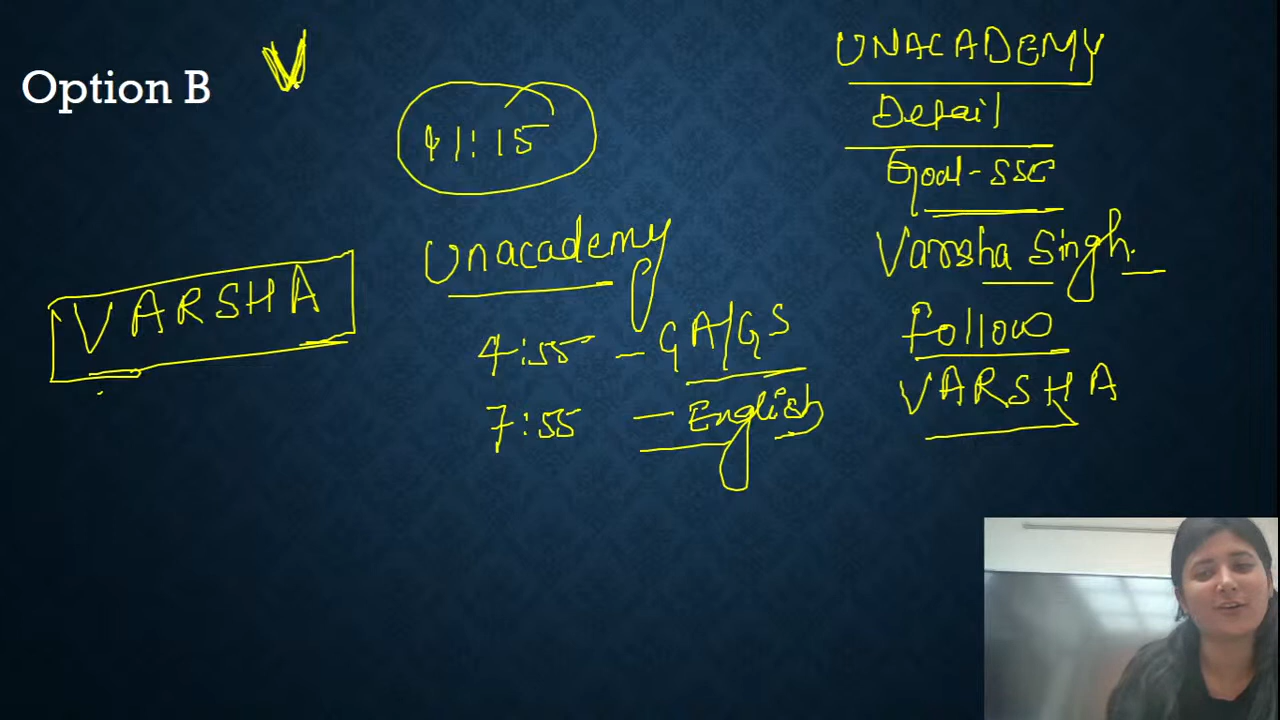 Option B
41:15
Unacademy
4:55 - GA/GS
7:55 - English
VARSHA
UNACADEMY
Detail
Goal-SSC
Varsha Singh.
follow
VARSHA